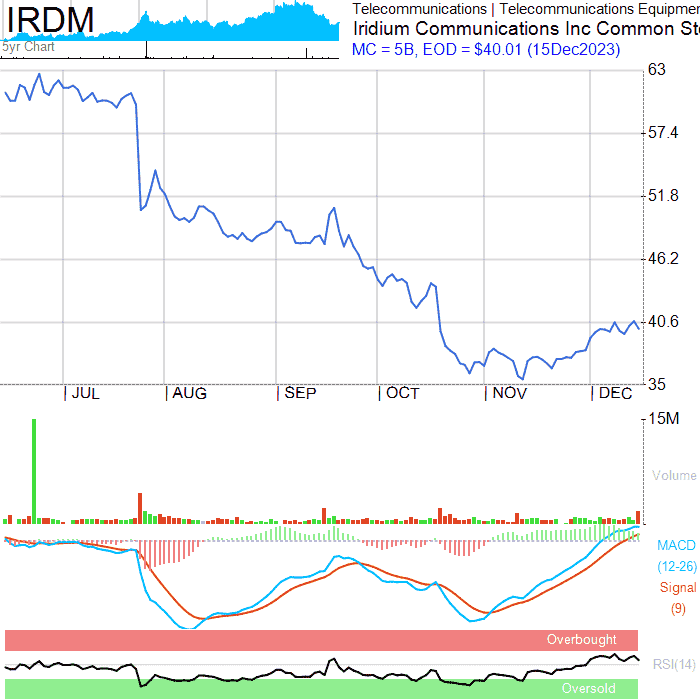 IRDM
5yr Chart
Telecommunications | Telecommunications Equipmen
Iridium Communications Inc Common Sto
MC = 5B, EOD = $40.01 (15Dec2023)
63
57.4
51.8
46.2
40.6
35
JUL AUG SEP OCT NOV DEC
15M
Volume
MACD
(12-26)
Signal
(9)
Overbought
RSI(14)
Oversold